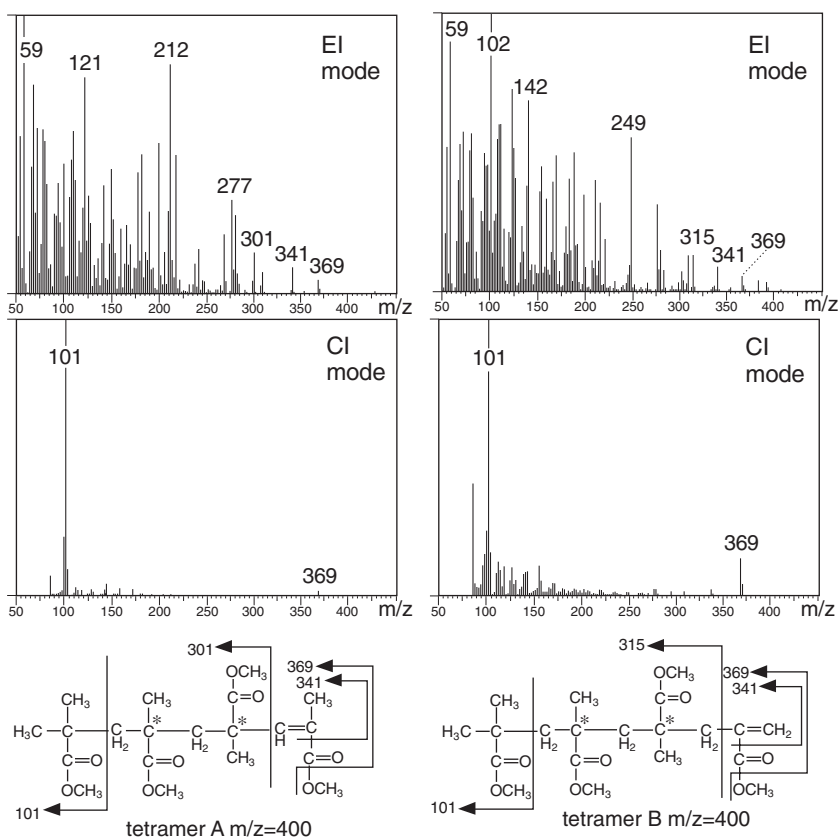 EI
mode
59
121
212
277
301
341
369
50 100 150 200 250 300 350 400 m/z
EI
mode
59
102
142
249
315
341
369
50 100 150 200 250 300 350 400 m/z
CI
mode
101
369
50 100 150 200 250 300 350 400 m/z
CI
mode
101
369
50 100 150 200 250 300 350 400 m/z
301
369
341
OCH3
C=O
CH3
CH3
CH3
H3C C C H2 C * C H2 C * C H C
C=O
C=O
CH3
C=O
OCH3
OCH3
OCH3
101
tetramer A m/z=400
315
369
341
OCH3
C=O
CH3
CH3
H3C C C H2 C * C H2 C * C H2 C=CH2
C=O
C=O
CH3
C=O
OCH3
OCH3
OCH3
101
tetramer B m/z=400